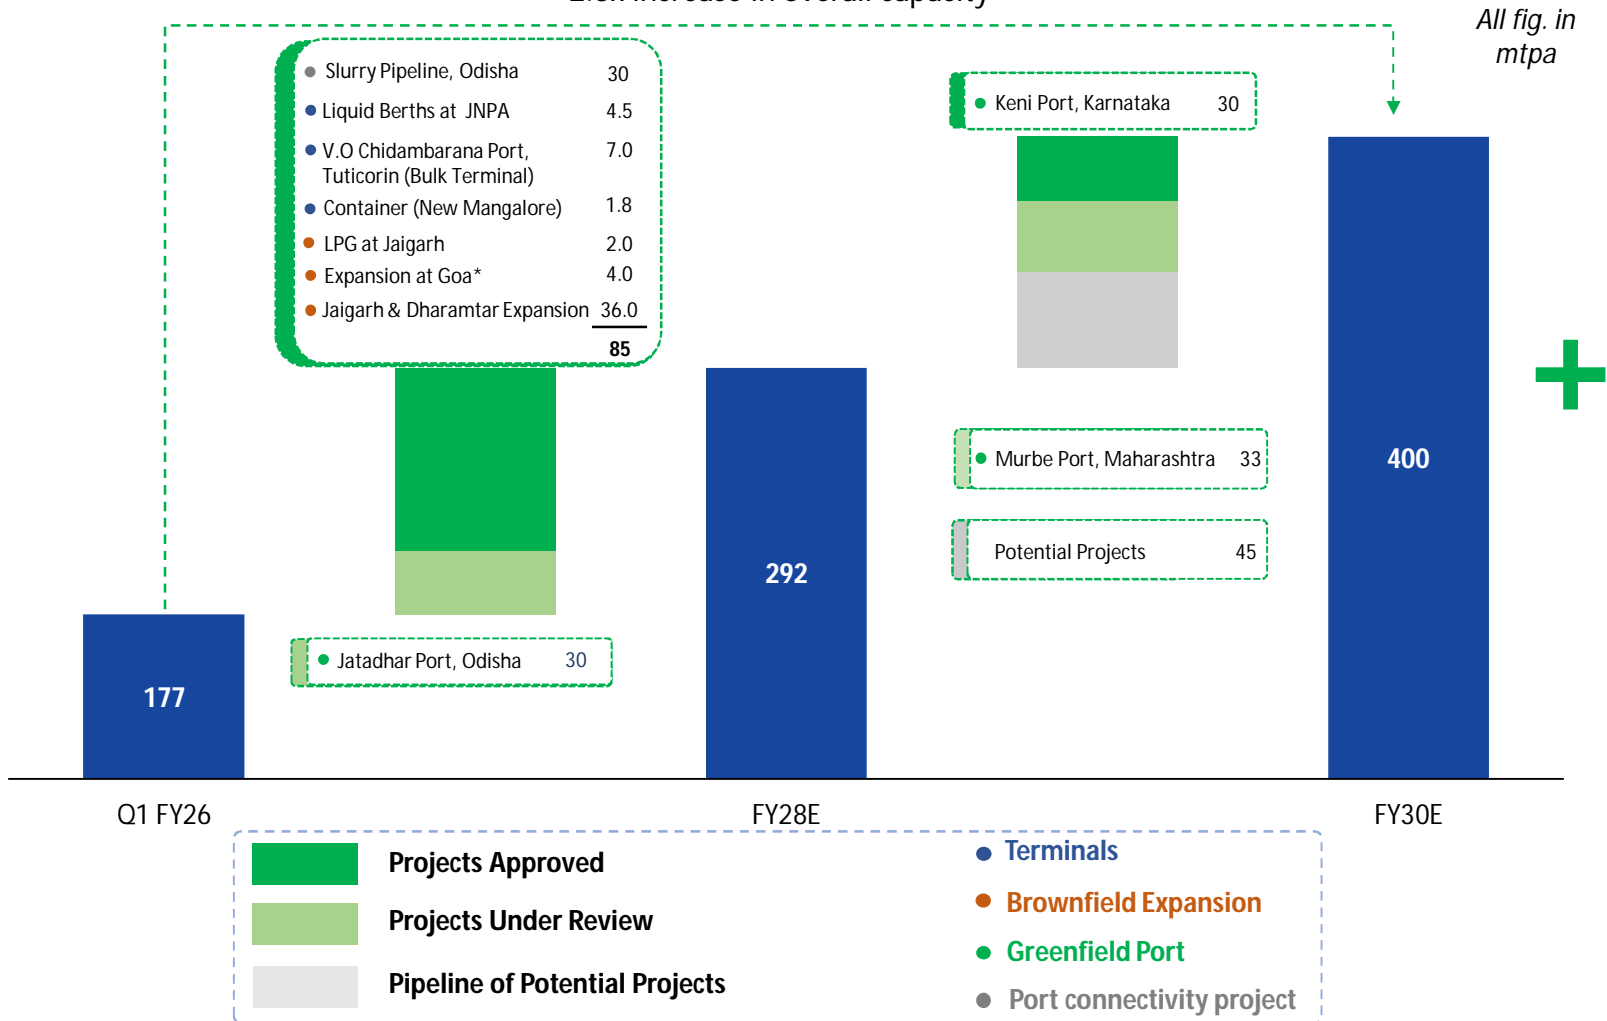 All fig. in
mtpa
Slurry Pipeline, Odisha 30
Liquid Berths at JNPA 4.5
V.O Chidambarana Port, 7.0
Tuticorin (Bulk Terminal)
Container (New Mangalore) 1.8
LPG at Jaigarh 2.0
Expansion at Goa* 4.0
Jaigarh & Dharamtar Expansion 36.0
85
Keni Port, Karnataka 30
Murbe Port, Maharashtra 33
Potential Projects 45
Jatadhar Port, Odisha 30
177
292
400
Q1 FY26
FY28E
FY30E
Projects Approved
Projects Under Review
Pipeline of Potential Projects
Terminals
Brownfield Expansion
Greenfield Port
Port connectivity project